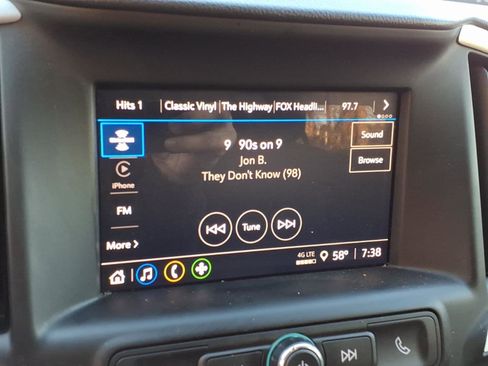 Hits 1 | Classic Vinyl | The Highway | FOX Headli... | 97.7
9 90s on 9
Sound
Jon B.
Browse
They Don't Know (98)
iPhone
FM
Tune
More
4G LTE
58° | 7:38